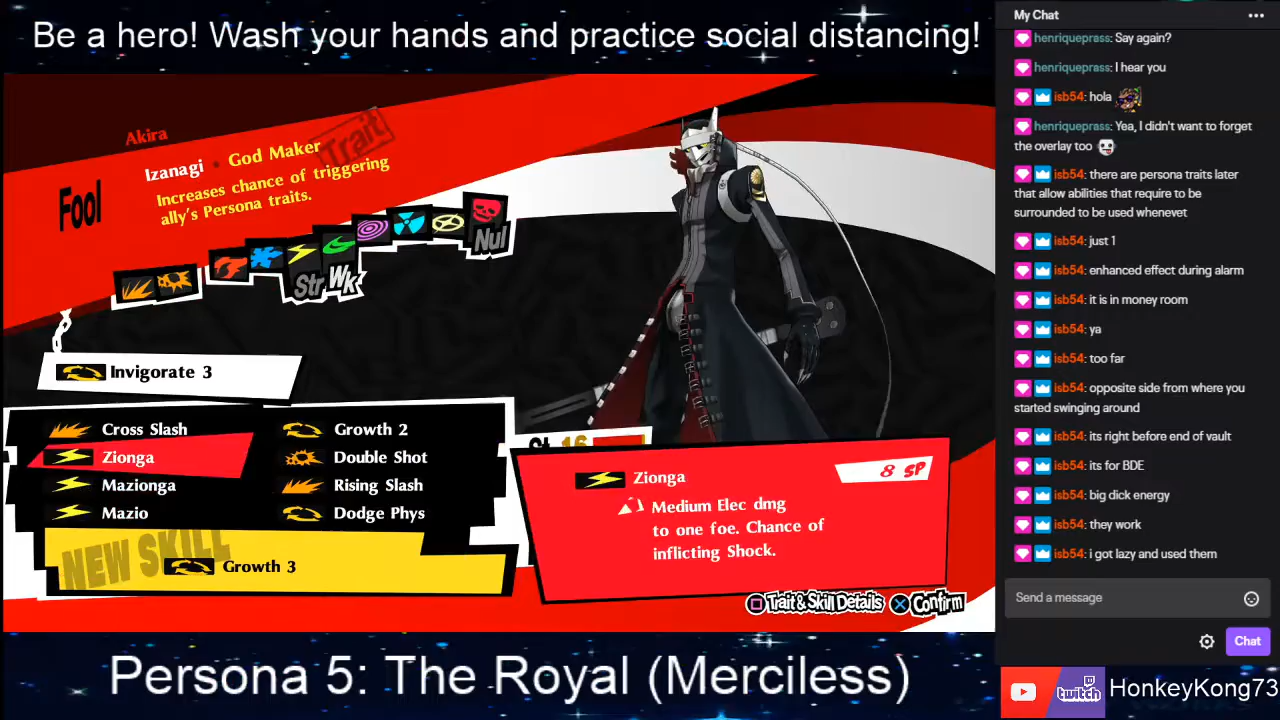 Be a hero! Wash your hands and practice social distancing!
Akira
Fool
Izanagi · God Maker
Trait
Increases chance of triggering
ally's Persona traits.
Str
Wk
Nul
Invigorate 3
Cross Slash
Zionga
Mazionga
Mazio
Growth 2
Double Shot
Rising Slash
Dodge Phys
NEW SKILL
Growth 3
Zionga
8 SP
Medium Elec dmg
to one foe. Chance of
inflicting Shock.
Trait & Skill Details
Confirm
Persona 5: The Royal (Merciless)
My Chat
henriqueprass: Say again?
henriqueprass: I hear you
isb54: hola
henriqueprass: Yea, I didn't want to forget
the overlay too
isb54: there are persona traits later
that allow abilities that require to be
surrounded to be used whenevet
isb54: just 1
isb54: enhanced effect during alarm
isb54: it is in money room
isb54: ya
isb54: too far
isb54: opposite side from where you
started swinging around
isb54: its right before end of vault
isb54: its for BDE
isb54: big dick energy
isb54: they work
isb54: i got lazy and used them
Send a message
Chat
twitch
HonkeyKong73